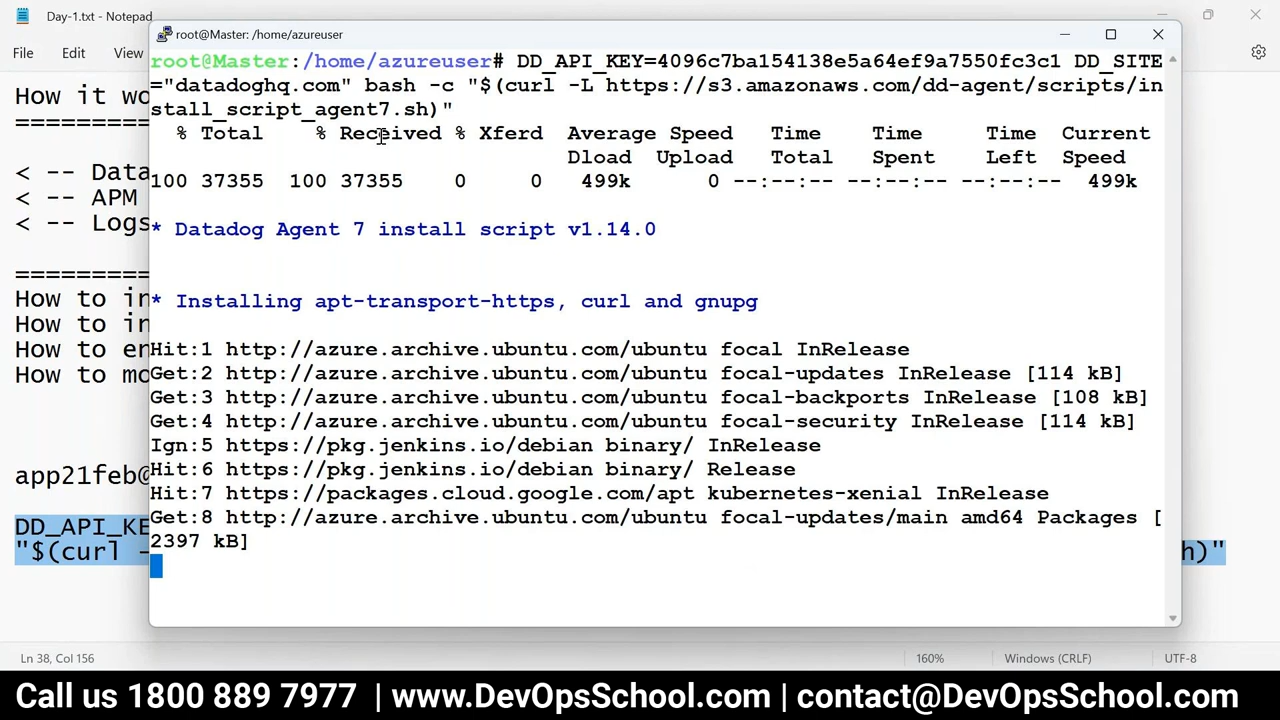 Day-1.txt - Notepad
root@Master: /home/azureuser
File Edit View
root@Master:/home/azureuser# DD_API_KEY=4096c7ba154138e5a64ef9a7550fc3c1 DD_SITE
="datadoghq.com" bash -c "$(curl -L https://s3.amazonaws.com/dd-agent/scripts/in
stall_script_agent7.sh)"
% Total % Received % Xferd Average Speed Time Time Time Current
Dload Upload Total Spent Left Speed
100 37355 100 37355 0 0 499k 0 --:--:-- --:--:-- --:--:-- 499k
* Datadog Agent 7 install script v1.14.0
* Installing apt-transport-https, curl and gnupg
Hit:1 http://azure.archive.ubuntu.com/ubuntu focal InRelease
Get:2 http://azure.archive.ubuntu.com/ubuntu focal-updates InRelease [114 kB]
Get:3 http://azure.archive.ubuntu.com/ubuntu focal-backports InRelease [108 kB]
Get:4 http://azure.archive.ubuntu.com/ubuntu focal-security InRelease [114 kB]
Ign:5 https://pkg.jenkins.io/debian binary/ InRelease
Hit:6 https://pkg.jenkins.io/debian binary/ Release
Hit:7 https://packages.cloud.google.com/apt kubernetes-xenial InRelease
Get:8 http://azure.archive.ubuntu.com/ubuntu focal-updates/main amd64 Packages [
2397 kB]
How it wo
=========
< -- Data
< -- APM
< -- Logs
=========
How to in
How to in
How to en
How to mo
app21feb@
DD_API_KE
"$(curl - h)"
Ln 38, Col 156 160% Windows (CRLF) UTF-8
Call us 1800 889 7977 | www.DevOpsSchool.com | contact@DevOpsSchool.com